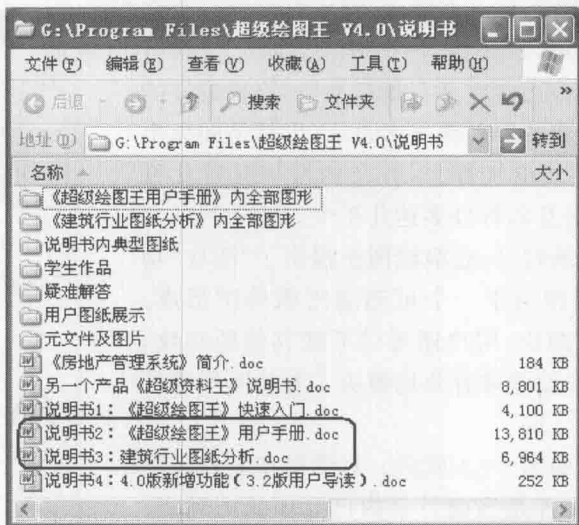 G:\Program Files\超级绘图王 V4.0\说明书
文件(F) 编辑(E) 查看(V) 收藏(A) 工具(T) 帮助(H) »
后退 搜索 文件夹
地址(D) G:\Program Files\超级绘图王 V4.0\说明书 转到
名称 大小
《超级绘图王用户手册》内全部图形
《建筑行业图纸分析》内全部图形
说明书内典型图纸
学生作品
疑难解答
用户图纸展示
元文件及图片
《房地产管理系统》简介.doc 184 KB
另一个产品《超级资料王》说明书.doc 8,801 KB
说明书1：《超级绘图王》快速入门.doc 4,100 KB
说明书2：《超级绘图王》用户手册.doc 13,810 KB
说明书3：建筑行业图纸分析.doc 6,964 KB
说明书4：4.0版新增功能(3.2版用户导读).doc 252 KB